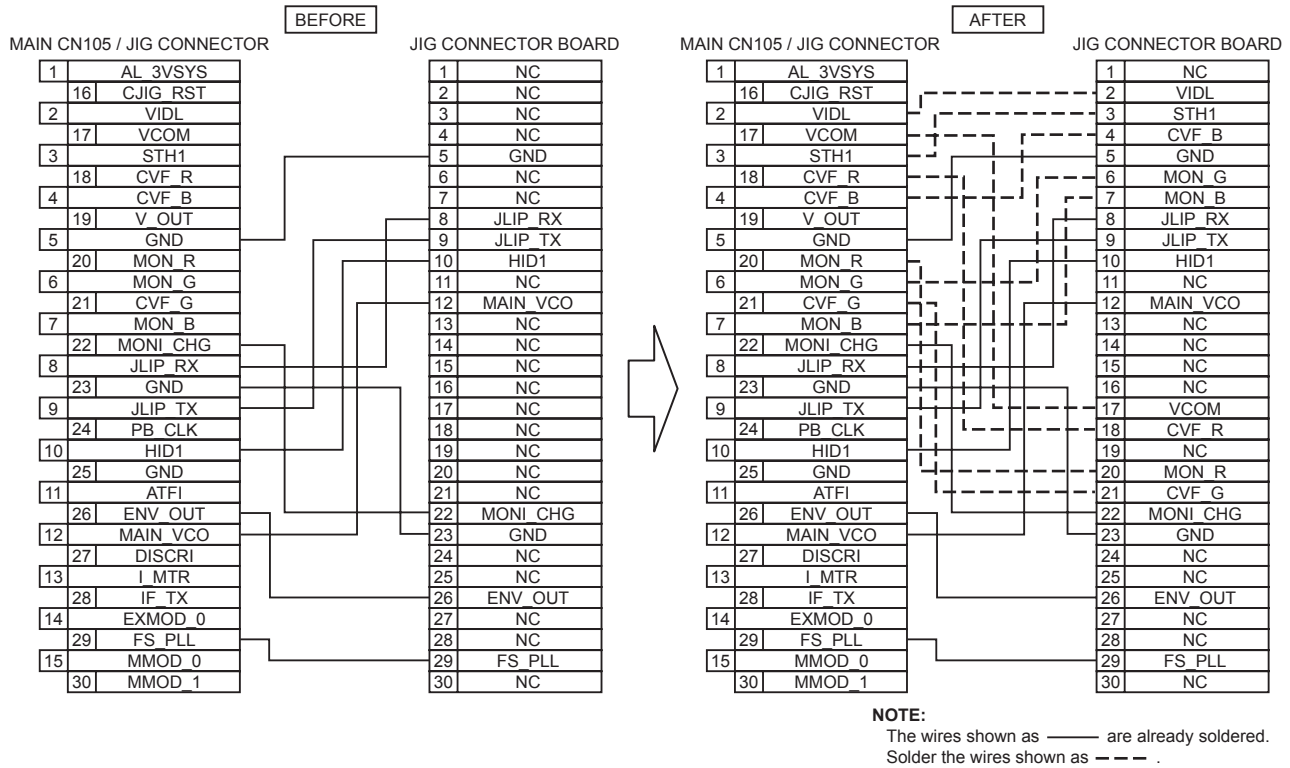 BEFORE
MAIN CN105 / JIG CONNECTOR
1 AL_3VSYS
16 CJIG_RST
2 VIDL
17 VCOM
3 STH1
18 CVF_R
4 CVF_B
19 V_OUT
5 GND
20 MON_R
6 MON_G
21 CVF_G
7 MON_B
22 MONI_CHG
8 JLIP_RX
23 GND
9 JLIP_TX
24 PB_CLK
10 HID1
25 GND
11 ATFI
26 ENV_OUT
12 MAIN_VCO
27 DISCRI
13 I_MTR
28 IF_TX
14 EXMOD_0
29 FS_PLL
15 MMOD_0
30 MMOD_1
JIG CONNECTOR BOARD
1 NC
2 NC
3 NC
4 NC
5 GND
6 NC
7 NC
8 JLIP_RX
9 JLIP_TX
10 HID1
11 NC
12 MAIN_VCO
13 NC
14 NC
15 NC
16 NC
17 NC
18 NC
19 NC
20 NC
21 NC
22 MONI_CHG
23 GND
24 NC
25 NC
26 ENV_OUT
27 NC
28 NC
29 FS_PLL
30 NC
AFTER
MAIN CN105 / JIG CONNECTOR
1 AL_3VSYS
16 CJIG_RST
2 VIDL
17 VCOM
3 STH1
18 CVF_R
4 CVF_B
19 V_OUT
5 GND
20 MON_R
6 MON_G
21 CVF_G
7 MON_B
22 MONI_CHG
8 JLIP_RX
23 GND
9 JLIP_TX
24 PB_CLK
10 HID1
25 GND
11 ATFI
26 ENV_OUT
12 MAIN_VCO
27 DISCRI
13 I_MTR
28 IF_TX
14 EXMOD_0
29 FS_PLL
15 MMOD_0
30 MMOD_1
JIG CONNECTOR BOARD
1 NC
2 VIDL
3 STH1
4 CVF_B
5 GND
6 MON_G
7 MON_B
8 JLIP_RX
9 JLIP_TX
10 HID1
11 NC
12 MAIN_VCO
13 NC
14 NC
15 NC
16 NC
17 VCOM
18 CVF_R
19 NC
20 MON_R
21 CVF_G
22 MONI_CHG
23 GND
24 NC
25 NC
26 ENV_OUT
27 NC
28 NC
29 FS_PLL
30 NC
NOTE:
The wires shown as —— are already soldered.
Solder the wires shown as – – – .